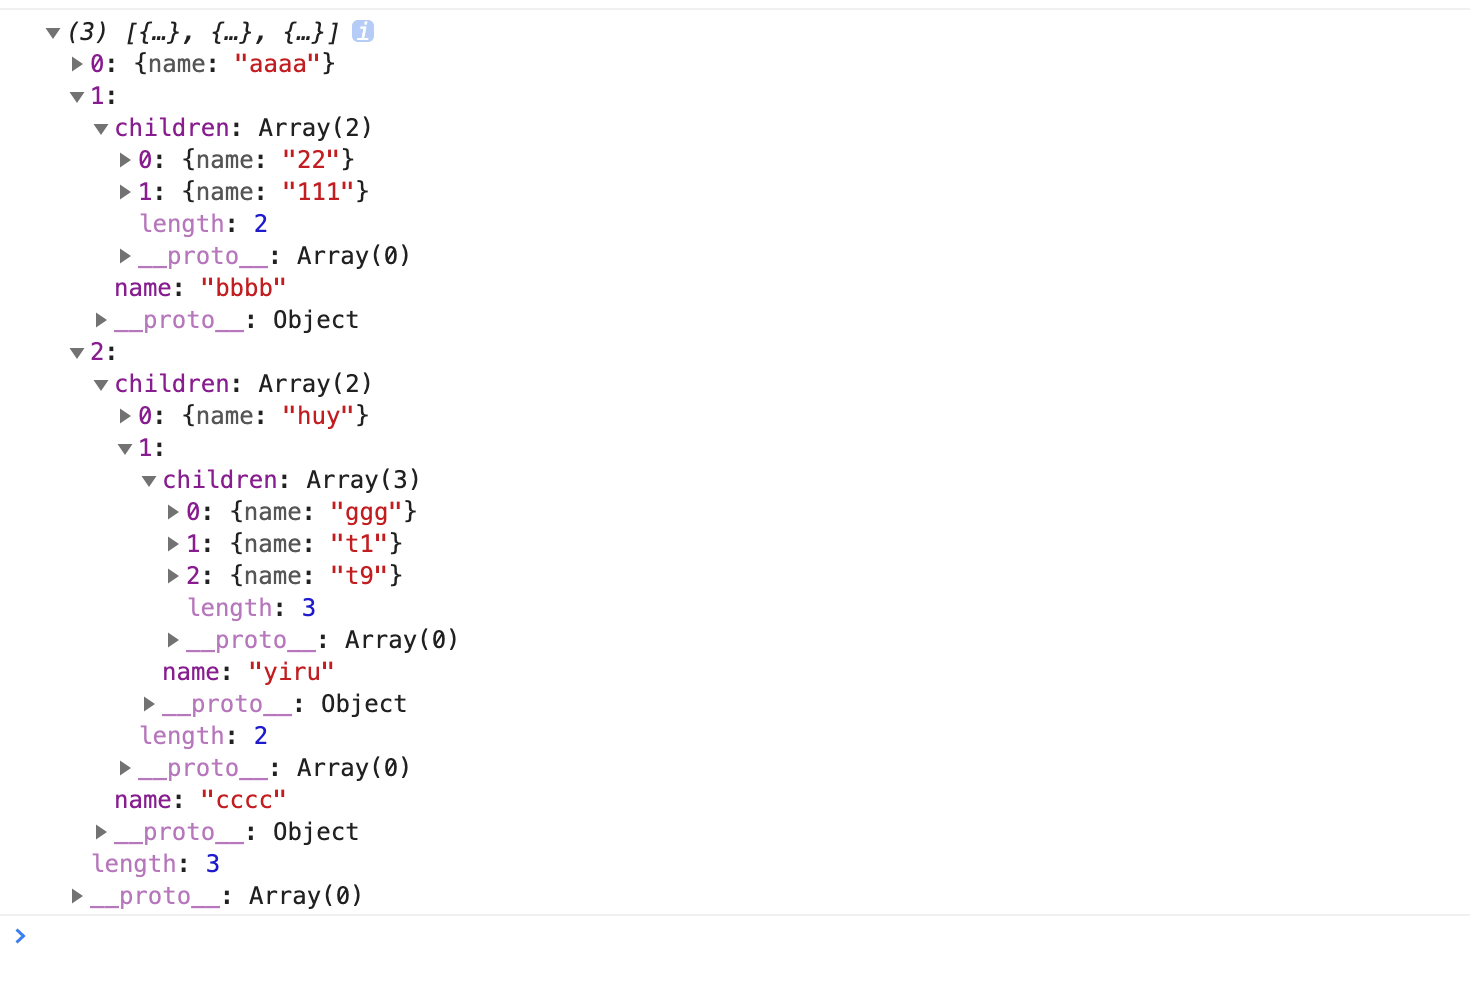 (3) [{…}, {…}, {…}] i
0: {name: "aaaa"}
1:
children: Array(2)
0: {name: "22"}
1: {name: "111"}
length: 2
__proto__: Array(0)
name: "bbbb"
__proto__: Object
2:
children: Array(2)
0: {name: "huy"}
1:
children: Array(3)
0: {name: "ggg"}
1: {name: "t1"}
2: {name: "t9"}
length: 3
__proto__: Array(0)
name: "yiru"
__proto__: Object
length: 2
__proto__: Array(0)
name: "cccc"
__proto__: Object
length: 3
__proto__: Array(0)